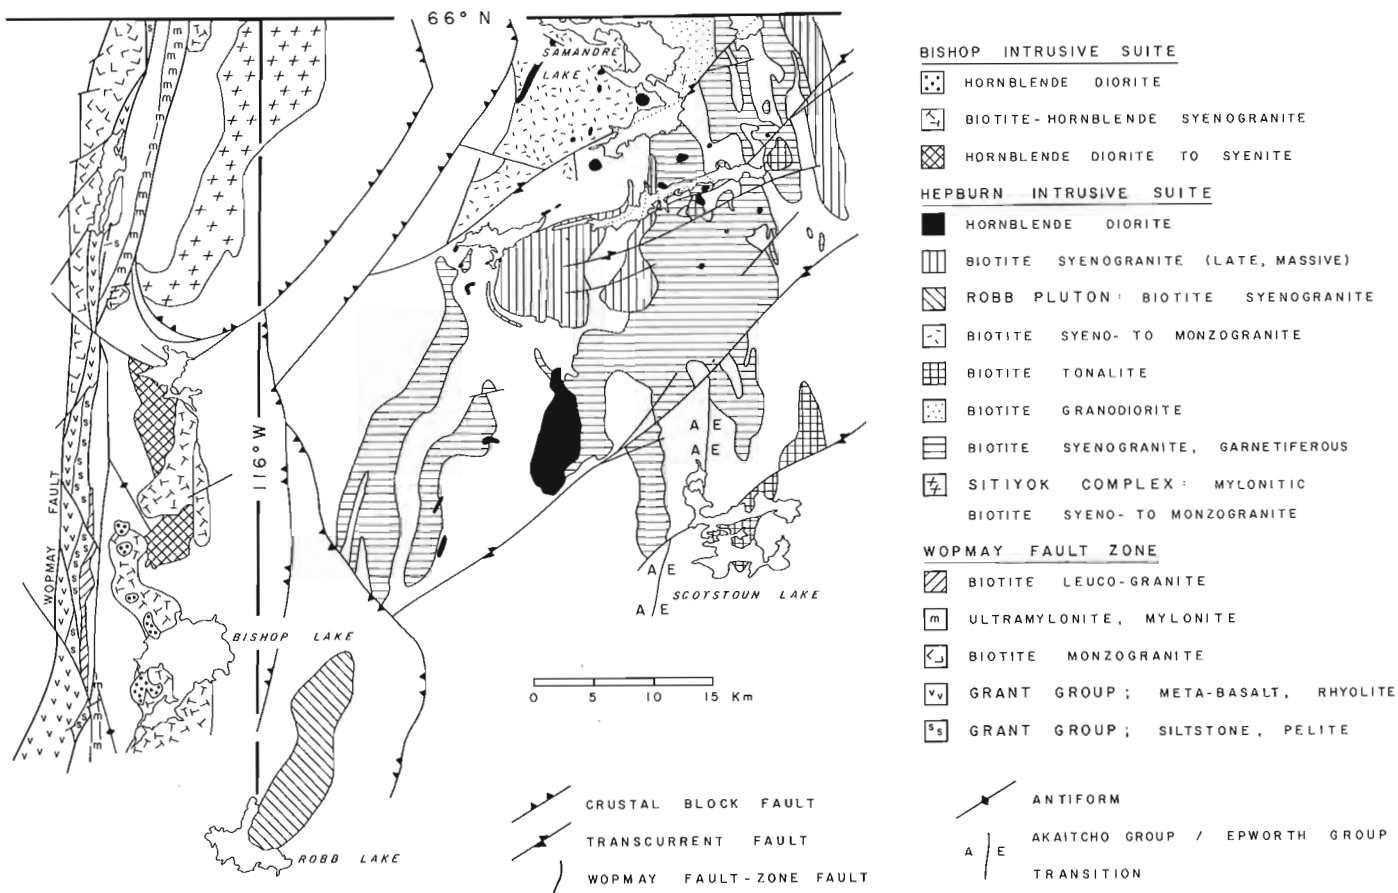 66° N
SAMANDRE
LAKE
116° W
WOPMAY FAULT
BISHOP LAKE
SCOTSTOUN LAKE
ROBB LAKE
A E
A E
A E
A E
0 5 10 15 Km
CRUSTAL BLOCK FAULT
TRANSCURRENT FAULT
WOPMAY FAULT-ZONE FAULT
BISHOP INTRUSIVE SUITE
HORNBLENDE DIORITE
BIOTITE-HORNBLENDE SYENOGRANITE
HORNBLENDE DIORITE TO SYENITE
HEPBURN INTRUSIVE SUITE
HORNBLENDE DIORITE
BIOTITE SYENOGRANITE (LATE, MASSIVE)
ROBB PLUTON: BIOTITE SYENOGRANITE
BIOTITE SYENO- TO MONZOGRANITE
BIOTITE TONALITE
BIOTITE GRANODIORITE
BIOTITE SYENOGRANITE, GARNETIFEROUS
SITIYOK COMPLEX: MYLONITIC
BIOTITE SYENO- TO MONZOGRANITE
WOPMAY FAULT ZONE
BIOTITE LEUCO-GRANITE
m ULTRAMYLONITE, MYLONITE
BIOTITE MONZOGRANITE
v v GRANT GROUP; META-BASALT, RHYOLITE
s s GRANT GROUP; SILTSTONE, PELITE
ANTIFORM
A E AKAITCHO GROUP / EPWORTH GROUP
TRANSITION